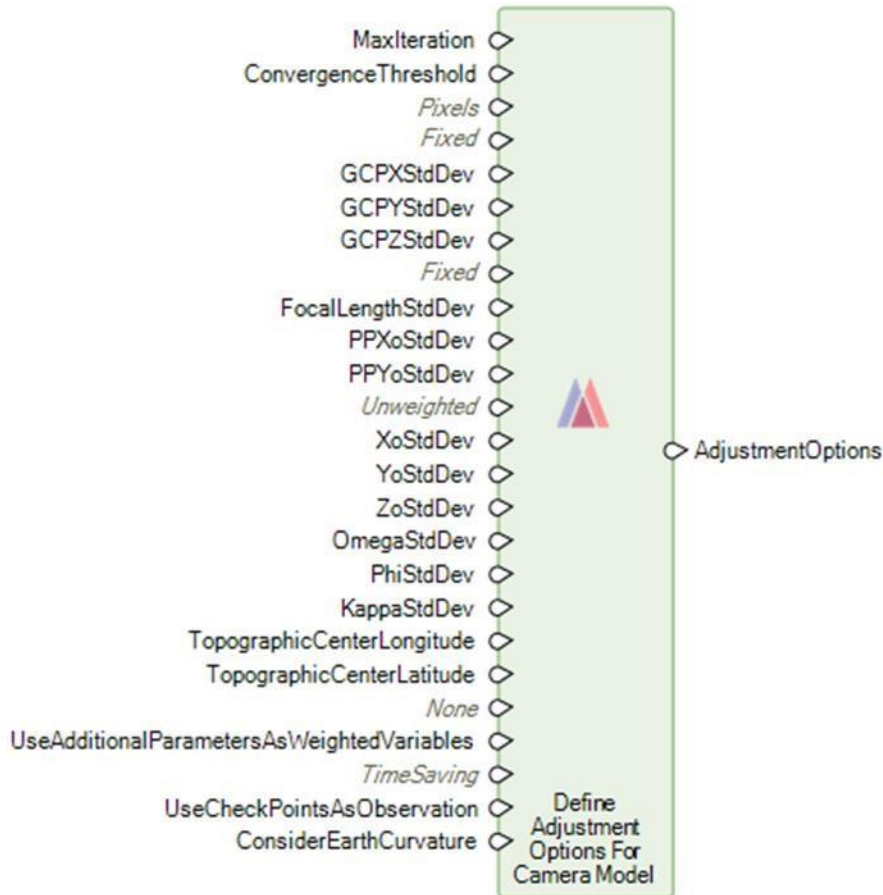 MaxIteration
ConvergenceThreshold
Pixels
Fixed
GCPXStdDev
GCPYStdDev
GCPZStdDev
Fixed
FocalLengthStdDev
PPXoStdDev
PPYoStdDev
Unweighted
XoStdDev
YoStdDev
ZoStdDev
OmegaStdDev
PhiStdDev
KappaStdDev
TopographicCenterLongitude
TopographicCenterLatitude
None
UseAdditionalParametersAsWeightedVariables
TimeSaving
UseCheckPointsAsObservation
ConsiderEarthCurvature
Define
Adjustment
Options For
Camera Model
AdjustmentOptions